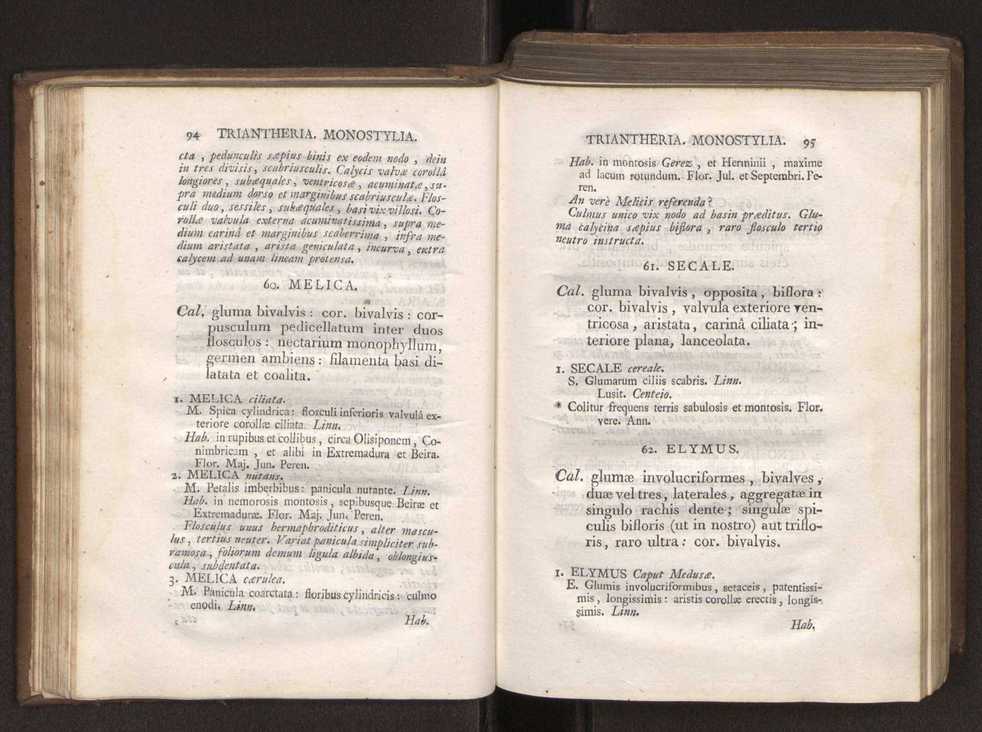 94 TRIANTHERIA. MONOSTYLIA.
cta , pedunculis sæpius binis ex eodem nodo , dein
in tres divisis, scabriusculis. Calycis valvæ corollâ
longiores , subæquales , ventricosæ , acuminatæ , su-
pra medium dorso et marginibus scabriusculæ. Flos-
culi duo, sessiles , subæquales , basi vix villosi. Co-
rollæ valvula externa acuminatissima , supra me-
dium carinâ et marginibus scaberrima , infra me-
dium aristata , arista geniculata , incurva , extra
calycem ad unam lineam protensa.
60. MELICA.
Cal. gluma bivalvis : cor. bivalvis : cor-
pusculum pedicellatum inter duos
flosculos : nectarium monophyllum,
germen ambiens : filamenta basi di-
latata et coalita.
1. MELICA ciliata.
M. Spica cylindrica : flosculi inferioris valvulâ ex-
teriore corollæ ciliata. Linn.
Hab. in rupibus et collibus , circa Olisiponem , Co-
nimbricam , et alibi in Extremadura et Beira.
Flor. Maj. Jun. Peren.
2. MELICA nutans.
M. Petalis imberbibus : panicula nutante. Linn.
Hab. in nemorosis montosis , sepibusque Beiræ et
Extremaduræ. Flor. Maj. Jun. Peren.
Flosculus unus hermaphroditicus , alter mascu-
lus , tertius neuter. Variat panicula simpliciter sub-
ramosa , foliorum demum ligula albida , oblongius-
cula , subdentata.
3. MELICA cærulea.
M. Panicula coarctata : floribus cylindricis : culmo
enodi. Linn.
Hab.
TRIANTHERIA. MONOSTYLIA. 95
Hab. in montosis Gerez , et Herminii , maxime
ad lacum rotundum. Flor. Jul. et Septembri. Pe-
ren.
An verè Melicis referenda ?
Culmus unico vix nodo ad basin præditus. Glu-
ma calycina sæpius biflora , raro flosculo tertio
neutro instructa.
61. SECALE.
Cal. gluma bivalvis , opposita , biflora :
cor. bivalvis , valvula exteriore ven-
tricosa , aristata , carinâ ciliata ; in-
teriore plana, lanceolata.
1. SECALE cereale.
S. Glumarum ciliis scabris. Linn.
Lusit. Centeio.
* Colitur frequens terris sabulosis et montosis. Flor.
vere. Ann.
62. ELYMUS.
Cal. glumæ involucriformes , bivalves ,
duæ vel tres , laterales , aggregatæ in
singulo rachis dente ; singulæ spi-
culis bifloris (ut in nostro) aut triflo-
ris , raro ultra : cor. bivalvis.
1. ELYMUS Caput Medusæ.
E. Glumis involucriformibus , setaceis , patentissi-
mis , longissimis : aristis corollæ erectis , longis-
simis. Linn.
Hab.